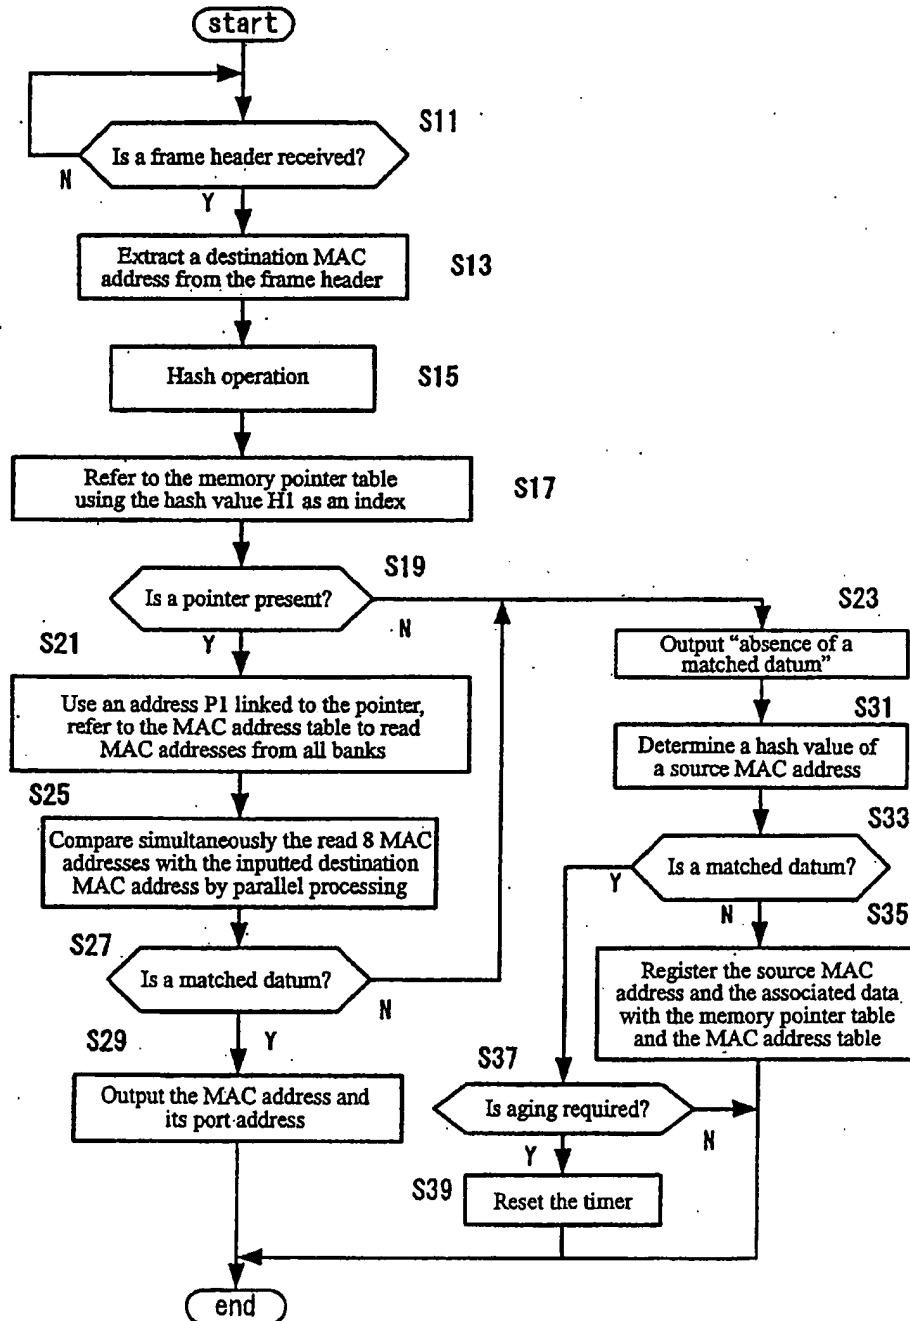 start
S11
Is a frame header received?
N
Y
Extract a destination MAC
address from the frame header
S13
Hash operation
S15
Refer to the memory pointer table
using the hash value H1 as an index
S17
S19
Is a pointer present?
N
Y
S23
Output “absence of a
matched datum”
S21
Use an address P1 linked to the pointer,
refer to the MAC address table to read
MAC addresses from all banks
S31
Determine a hash value of
a source MAC address
S25
Compare simultaneously the read 8 MAC
addresses with the inputted destination
MAC address by parallel processing
S33
Is a matched datum?
Y
N
S35
Register the source MAC
address and the associated data
with the memory pointer table
and the MAC address table
S27
Is a matched datum?
N
Y
S29
Output the MAC address and
its port address
S37
Is aging required?
N
Y
S39
Reset the timer
end